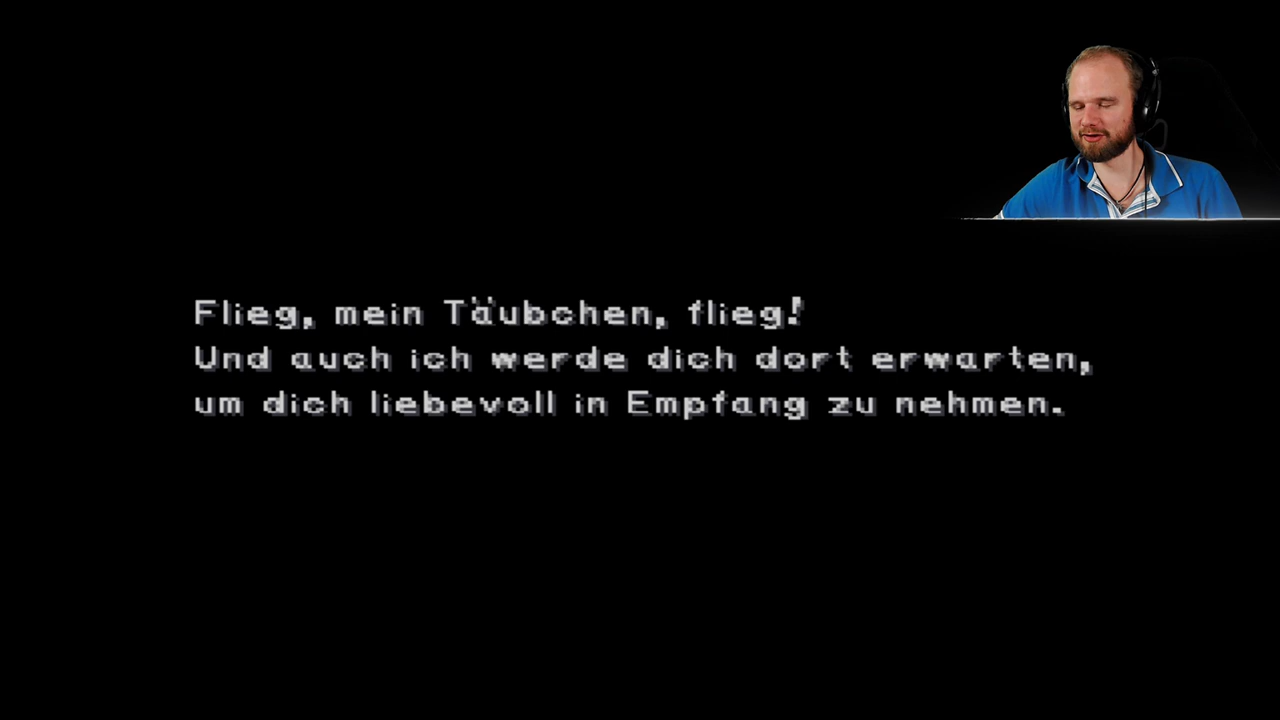 Flieg, mein Täubchen, flieg!
Und auch ich werde dich dort erwarten,
um dich liebevoll in Empfang zu nehmen.